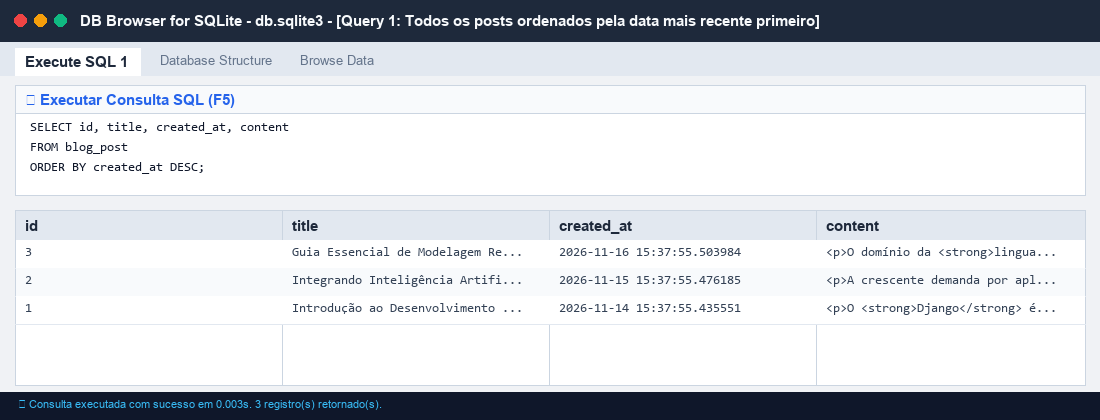 DB Browser for SQLite - db.sqlite3 - [Query 1: Todos os posts ordenados pela data mais recente primeiro]
Execute SQL 1 Database Structure Browse Data
Executar Consulta SQL (F5)
SELECT id, title, created_at, content
FROM blog_post
ORDER BY created_at DESC;
id title created_at content
3 Guia Essencial de Modelagem Re... 2026-11-16 15:37:55.503984 <p>O domínio da <strong>lingua...
2 Integrando Inteligência Artifi... 2026-11-15 15:37:55.476185 <p>A crescente demanda por apl...
1 Introdução ao Desenvolvimento ... 2026-11-14 15:37:55.435551 <p>O <strong>Django</strong> é...
Consulta executada com sucesso em 0.003s. 3 registro(s) retornado(s).